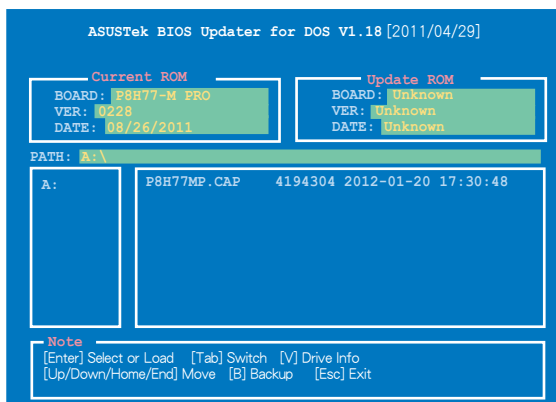 ASUSTek BIOS Updater for DOS V1.18 [2011/04/29]
Current ROM
BOARD: P8H77-M PRO
VER: 0228
DATE: 08/26/2011
Update ROM
BOARD: Unknown
VER: Unknown
DATE: Unknown
PATH: A:\
A:
P8H77MP.CAP 4194304 2012-01-20 17:30:48
Note
[Enter] Select or Load [Tab] Switch [V] Drive Info
[Up/Down/Home/End] Move [B] Backup [Esc] Exit